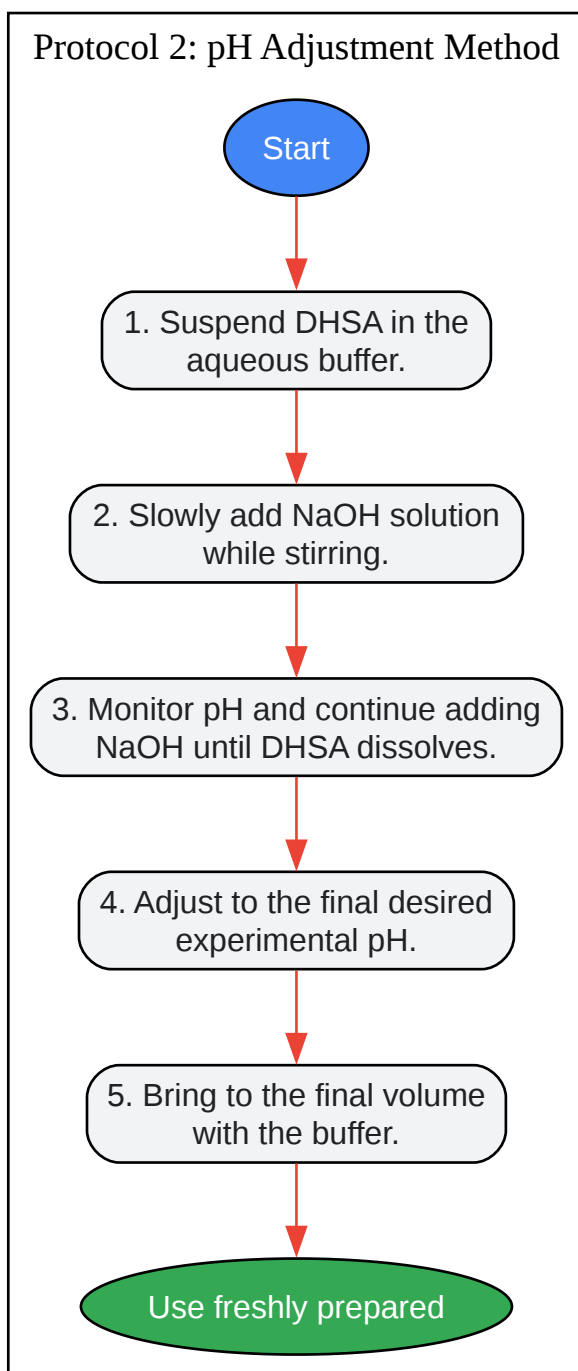 Protocol 2: pH Adjustment Method
Start
1. Suspend DHSA in the
aqueous buffer.
2. Slowly add NaOH solution
while stirring.
3. Monitor pH and continue adding
NaOH until DHSA dissolves.
4. Adjust to the final desired
experimental pH.
5. Bring to the final volume
with the buffer.
Use freshly prepared